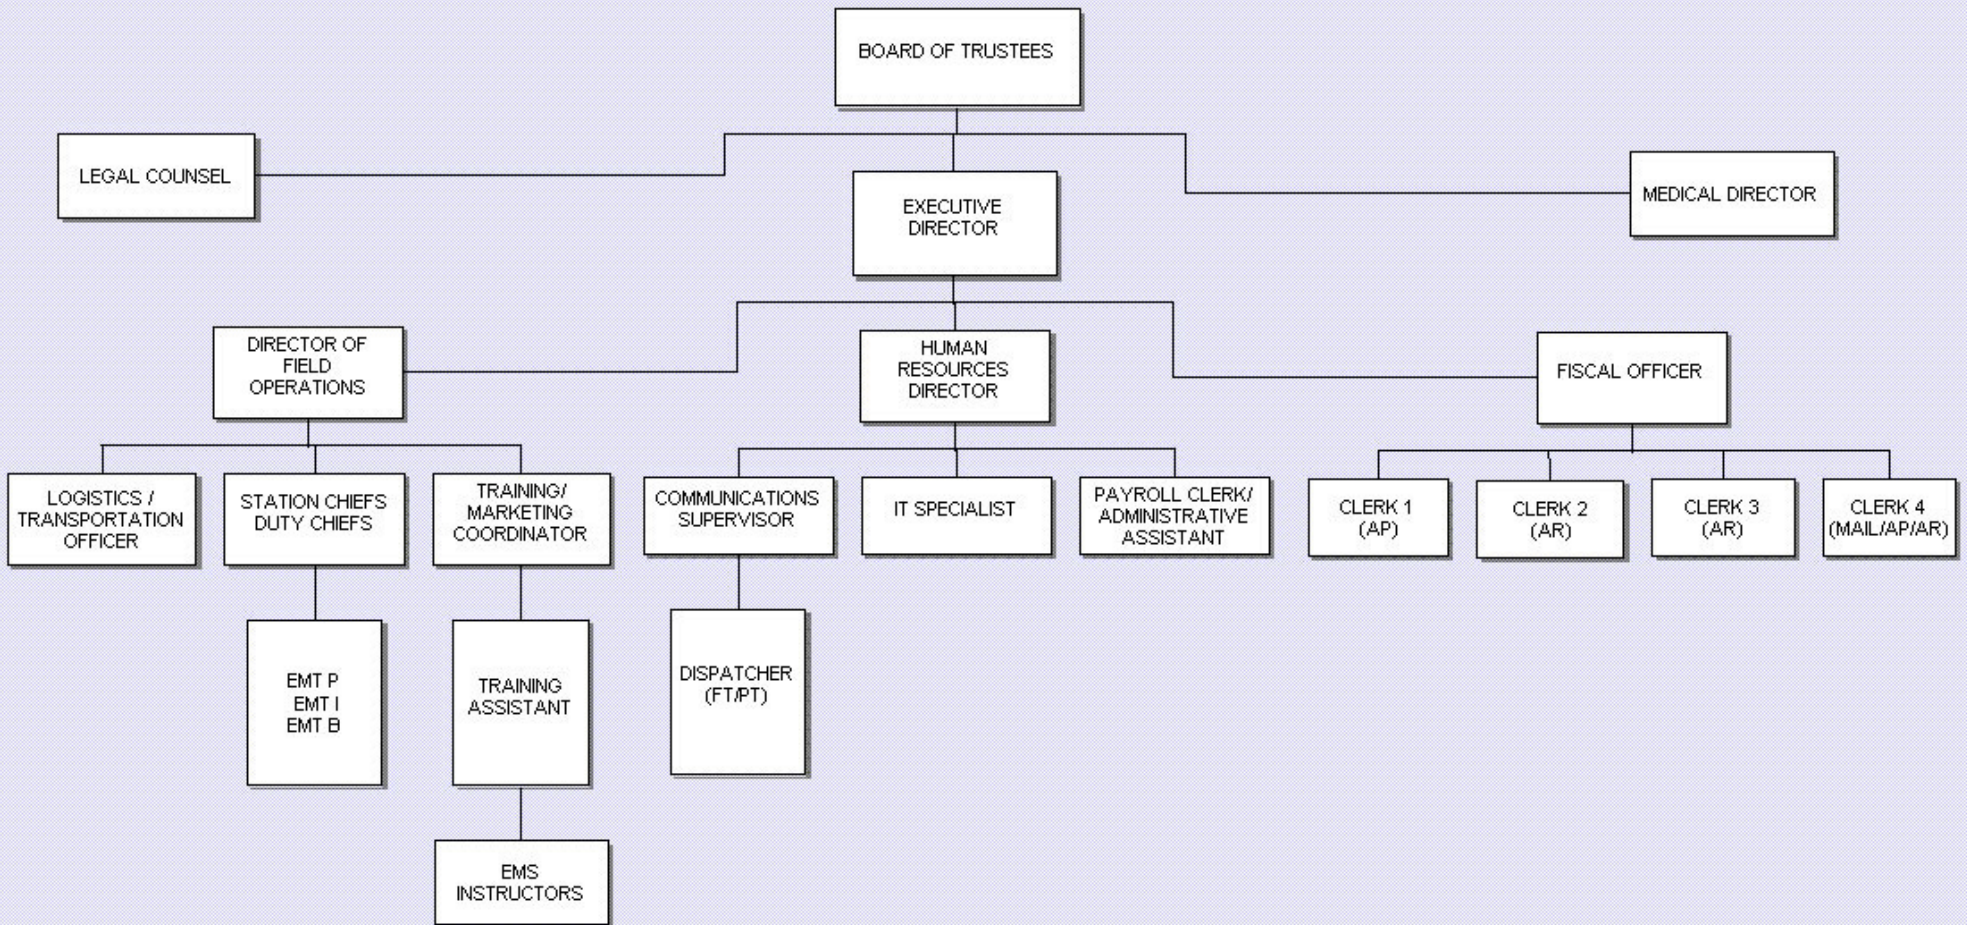 BOARD OF TRUSTEES
LEGAL COUNSEL
EXECUTIVE
DIRECTOR
MEDICAL DIRECTOR
DIRECTOR OF
FIELD
OPERATIONS
HUMAN
RESOURCES
DIRECTOR
FISCAL OFFICER
LOGISTICS /
TRANSPORTATION
OFFICER
STATION CHIEFS
DUTY CHIEFS
TRAINING/
MARKETING
COORDINATOR
COMMUNICATIONS
SUPERVISOR
IT SPECIALIST
PAYROLL CLERK/
ADMINISTRATIVE
ASSISTANT
CLERK 1
(AP)
CLERK 2
(AR)
CLERK 3
(AR)
CLERK 4
(MAIL/AP/AR)
EMT P
EMT I
EMT B
TRAINING
ASSISTANT
DISPATCHER
(FT/PT)
EMS
INSTRUCTORS